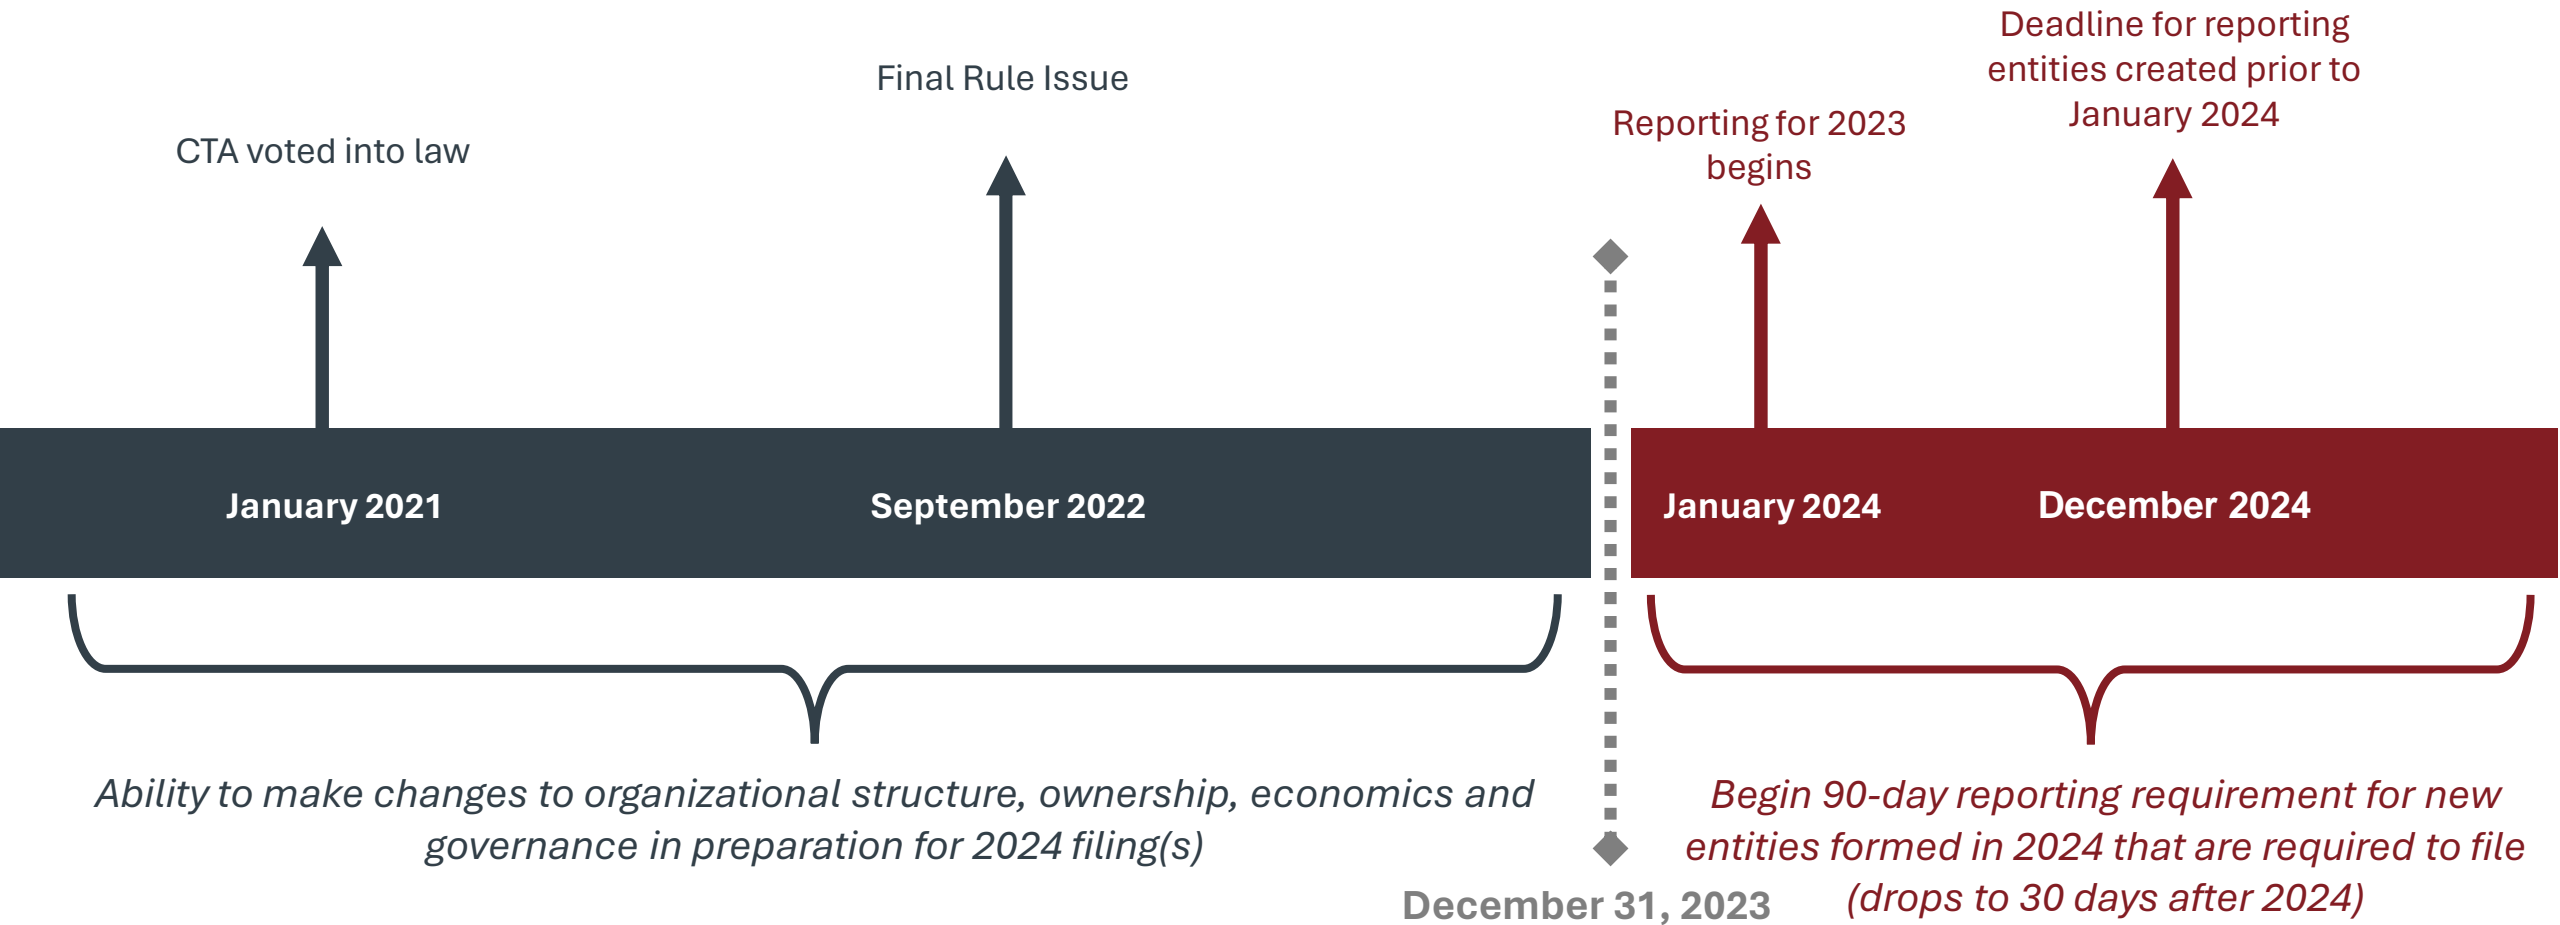 CTA voted into law
Final Rule Issue
Reporting for 2023
begins
Deadline for reporting
entities created prior to
January 2024
January 2021
September 2022
January 2024
December 2024
Ability to make changes to organizational structure, ownership, economics and
governance in preparation for 2024 filing(s)
December 31, 2023
Begin 90-day reporting requirement for new
entities formed in 2024 that are required to file
(drops to 30 days after 2024)